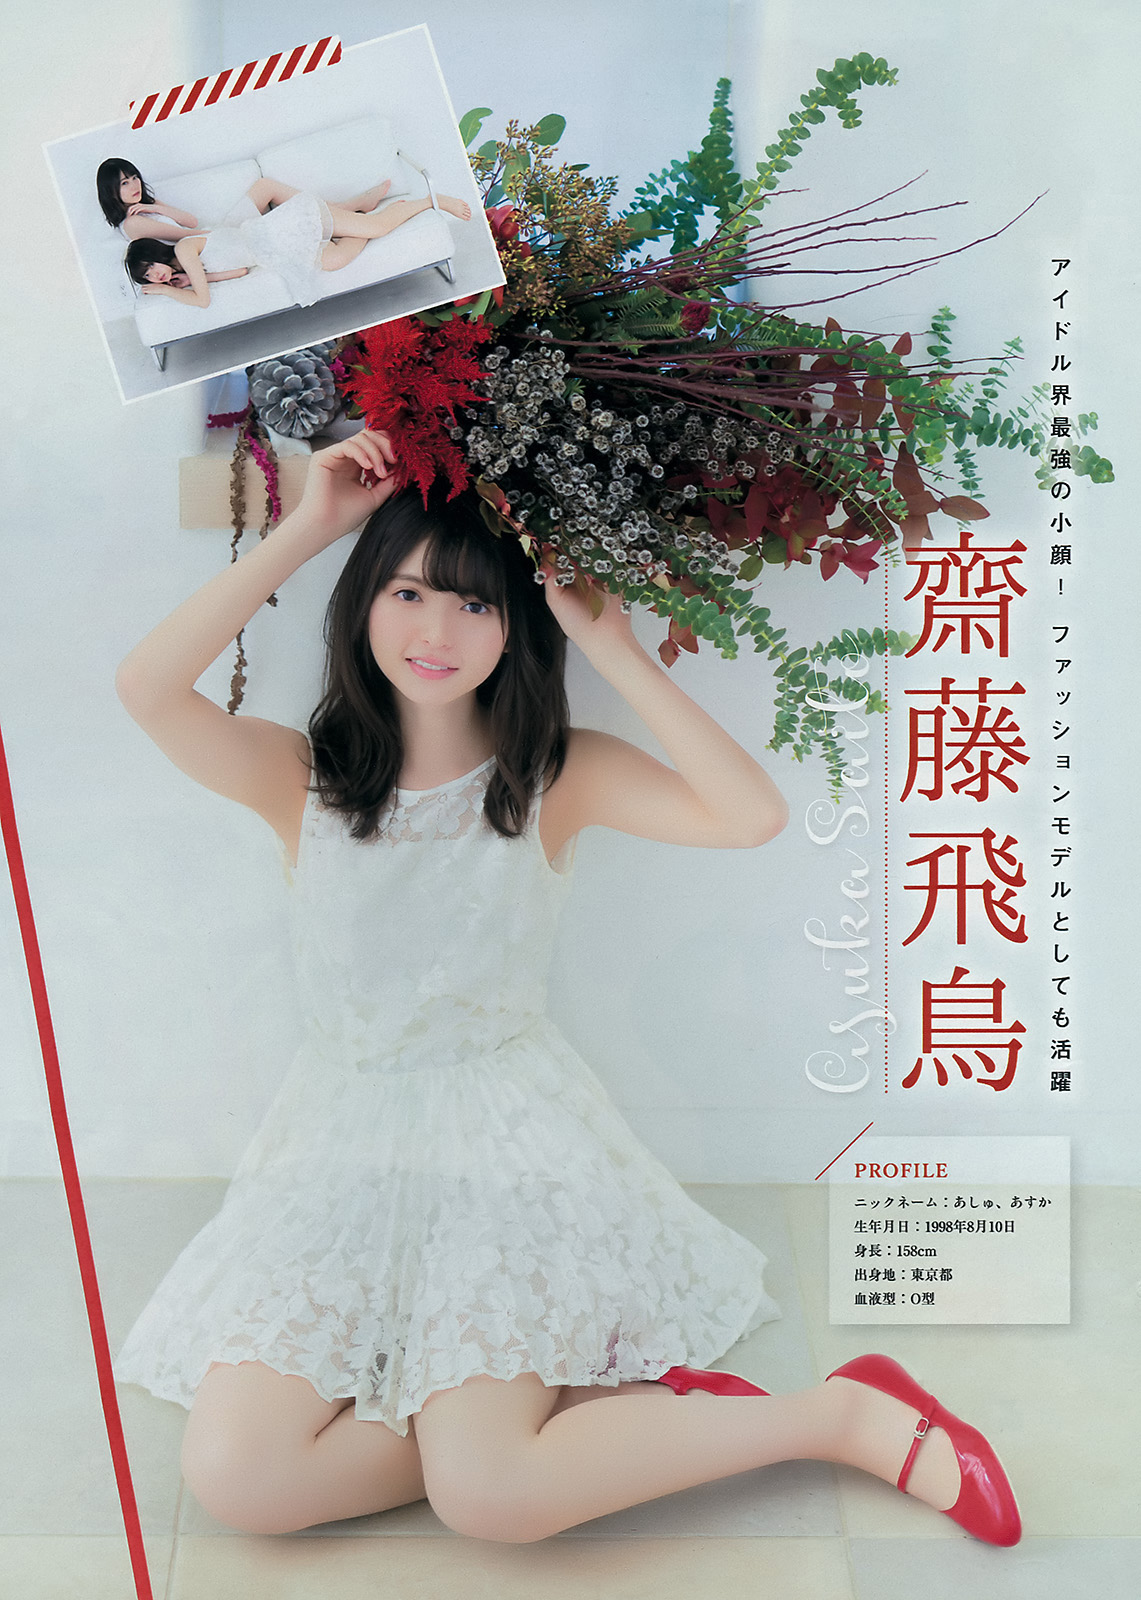 アイドル界最強の小顔！ ファッションモデルとしても活躍
齋藤飛鳥
Asuka Saito
PROFILE
ニックネーム：あしゅ、あすか
生年月日：1998年8月10日
身長：158cm
出身地：東京都
血液型：O型